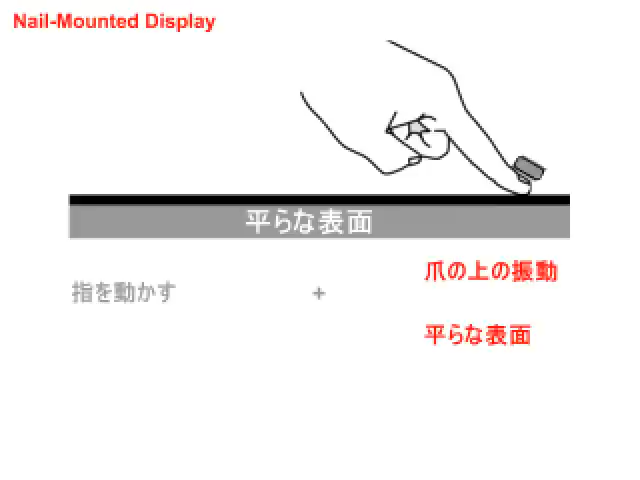 Nail-Mounted Display
平らな表面
爪の上の振動
指を動かす +
平らな表面